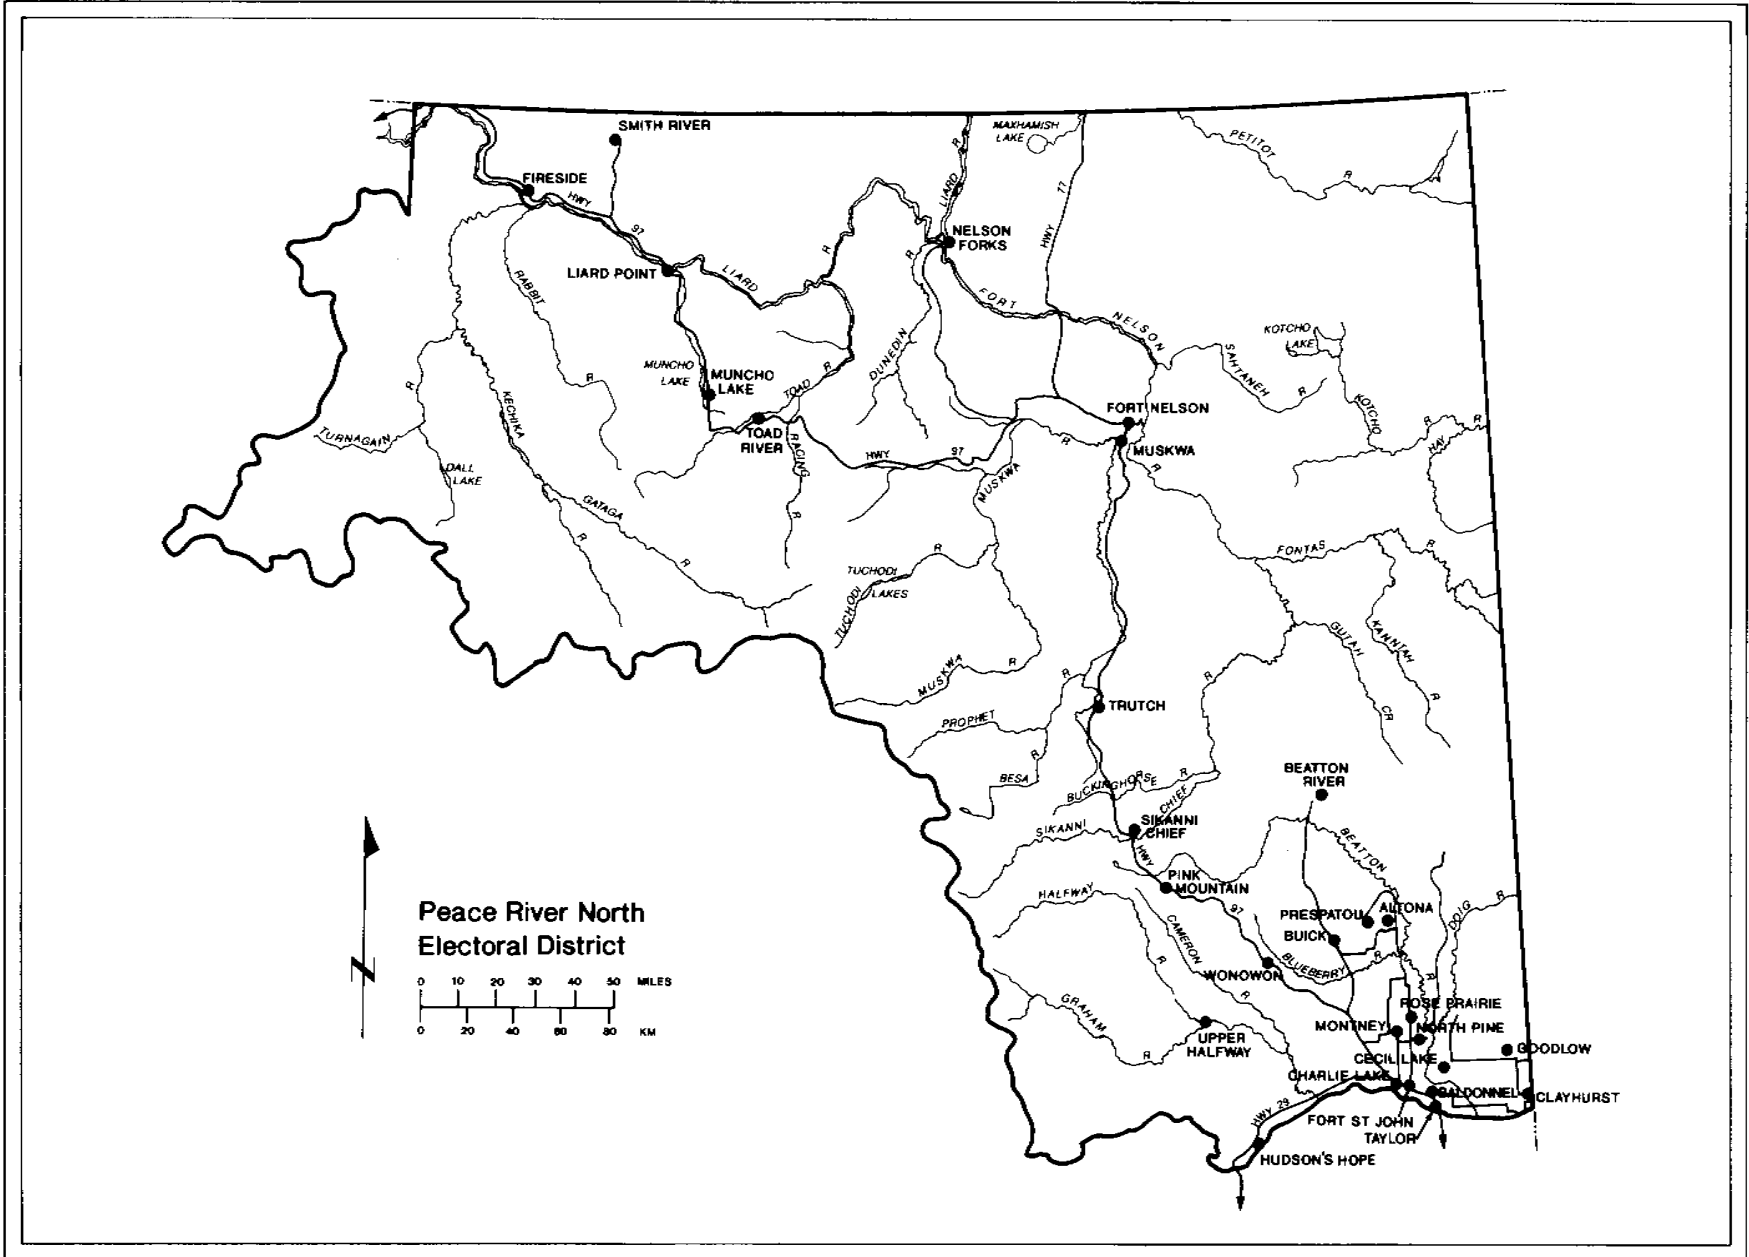 SMITH RIVER
MAXHAMISH
LAKE
PETITOT
R
R
FIRESIDE
HWY
97
LIARD
77
HWY
NELSON
FORKS
R
R
LIARD POINT
LIARD
RABBIT
FORT
NELSON
KOTCHO
LAKE
DUNEDIN
SAHTANEH
R
MUNCHO
LAKE
MUNCHO
LAKE
TOAD
R
R
R
KECHIKA
KOTCHO
FORT NELSON
R
R
HAY
TURNAGAIN
TOAD
RIVER
RACING
HWY
97
R
MUSKWA
MUSKWA
R
DALL
LAKE
GATAGA
R
R
R
R
FONTAS
R
TUCHODI
LAKES
TUCHODI
GUTAH
KAHNTAH
MUSKWA
R
R
R
R
CR
TRUTCH
PROPHET
R
BESA
BUCKINGHORSE
R
BEATTON
RIVER
CHIEF
SIKANNI
SIKANNI
CHIEF
BEATTON
HWY
PINK
MOUNTAIN
HALFWAY
97
Peace River North
Electoral District
PRESPATOU
ALTONA
DOIG
R
BUICK
CAMERON
R
BLUEBERRY
R
R
WONOWON
0 10 20 30 40 50 MILES
0 20 40 60 80 KM
GRAHAM
R
R
ROSE PRAIRIE
MONTNEY
NORTH PINE
UPPER
HALFWAY
GOODLOW
CECIL LAKE
CHARLIE LAKE
BALDONNEL
CLAYHURST
HWY 29
FORT ST JOHN
TAYLOR
HUDSON'S HOPE
N